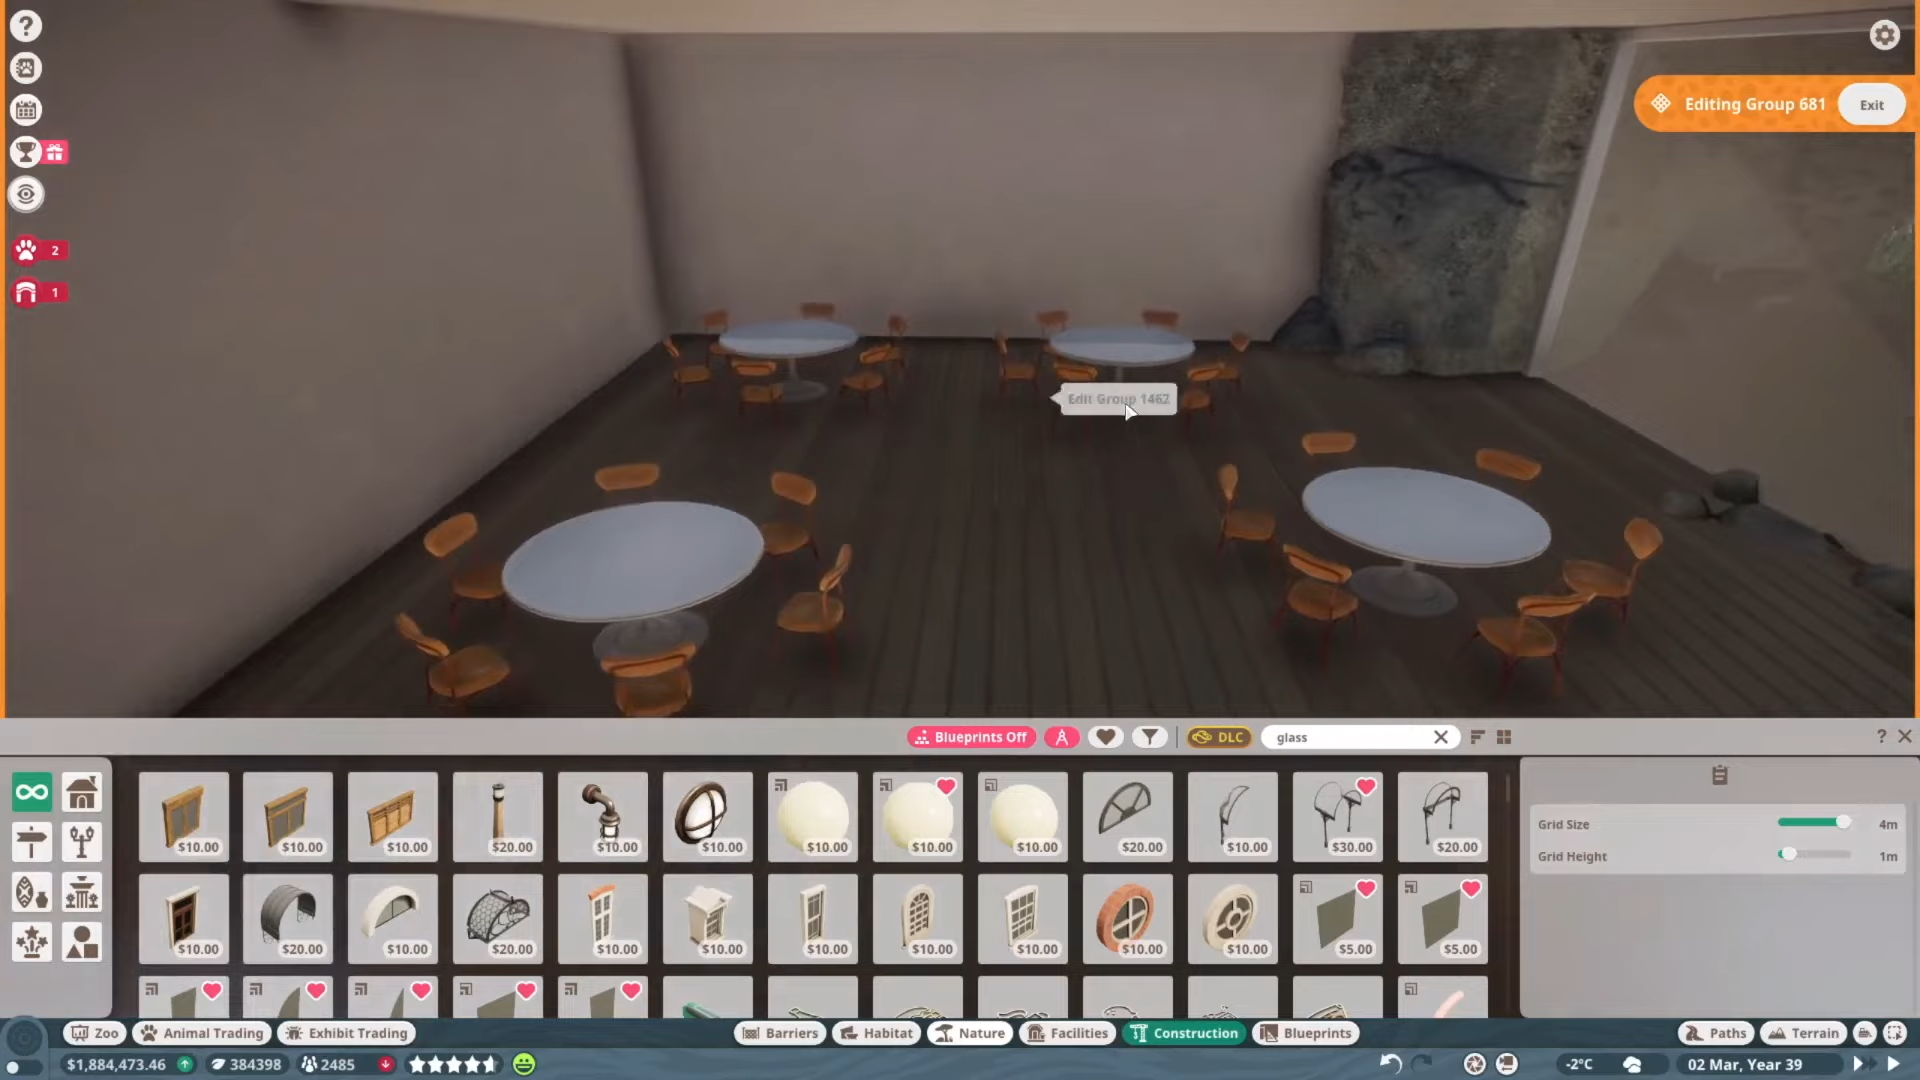 ?
Editing Group 681 Exit
2
1
Edit Group 1462
Blueprints Off DLC glass ?
$10.00 $10.00 $10.00 $20.00 $10.00 $10.00 $10.00 $10.00 $10.00 $20.00 $10.00 $30.00 $20.00
$10.00 $20.00 $10.00 $20.00 $10.00 $10.00 $10.00 $10.00 $10.00 $10.00 $10.00 $5.00 $5.00
Grid Size 4m
Grid Height 1m
Zoo Animal Trading Exhibit Trading Barriers Habitat Nature Facilities Construction Blueprints Paths Terrain
$1,884,473.46 384398 2485 -2°C 02 Mar, Year 39